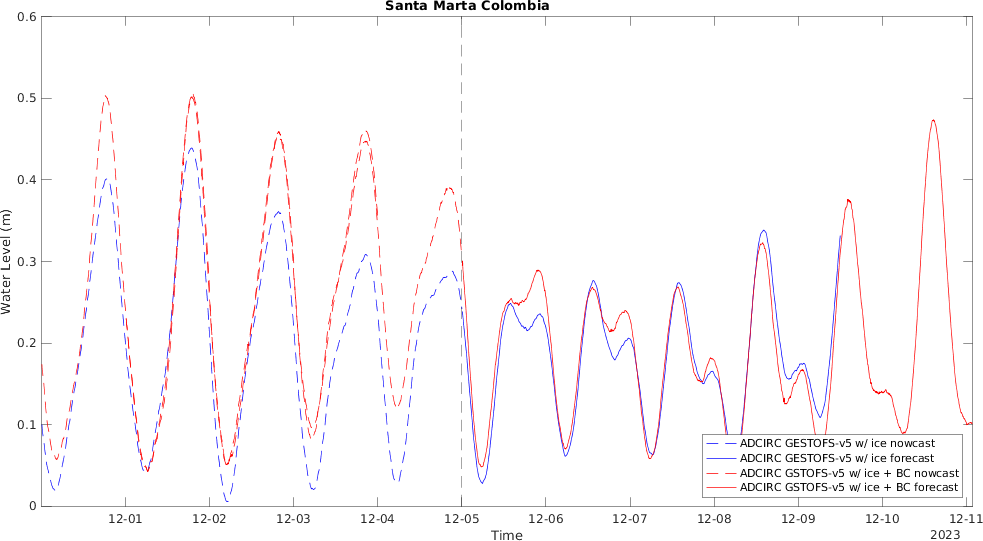 Santa Marta Colombia
Water Level (m)
0.6
0.5
0.4
0.3
0.2
0.1
0
12-01
12-02
12-03
12-04
12-05
12-06
12-07
12-08
12-09
12-10
12-11
Time
2023
ADCIRC GESTOFS-v5 w/ ice nowcast
ADCIRC GESTOFS-v5 w/ ice forecast
ADCIRC GSTOFS-v5 w/ ice + BC nowcast
ADCIRC GSTOFS-v5 w/ ice + BC forecast